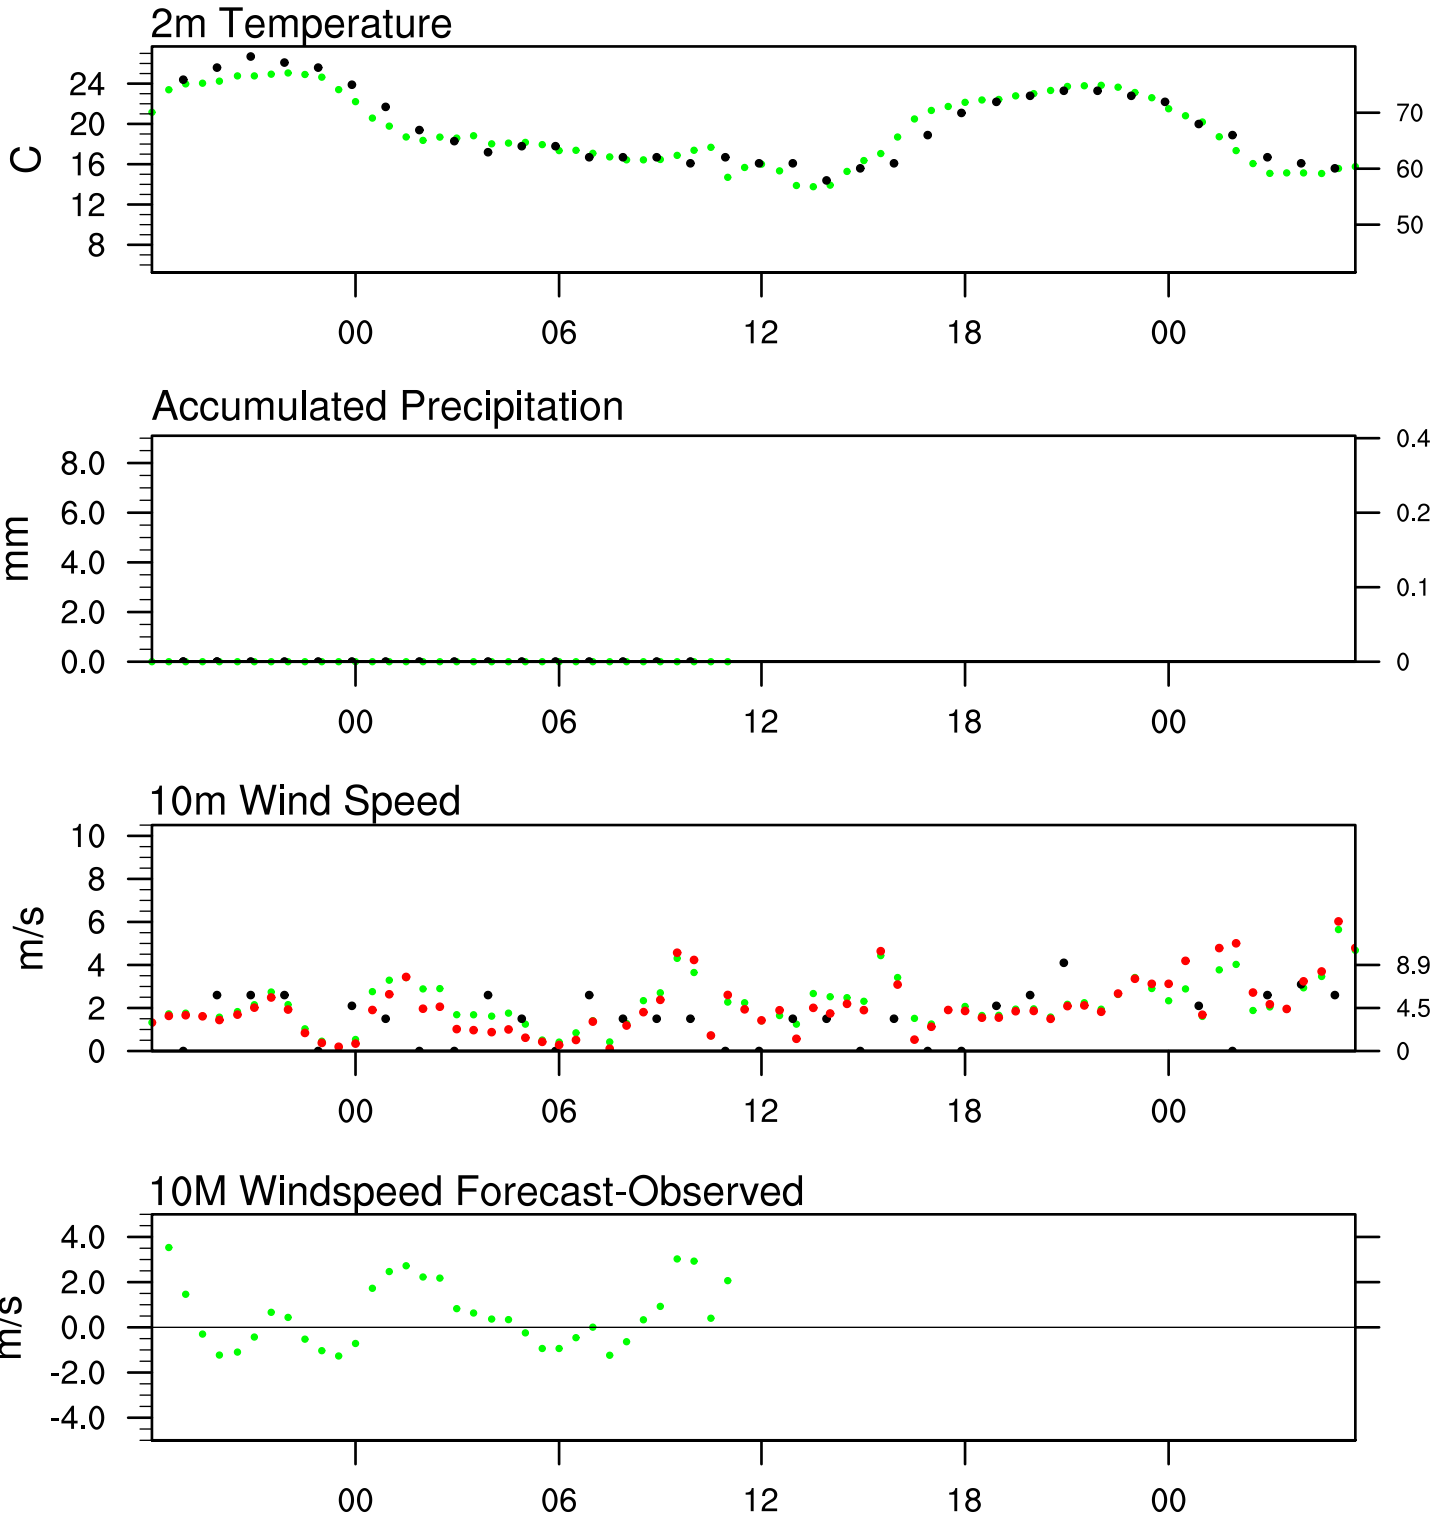 2m Temperature
24
20
16
12
8
C
70
60
50
00 06 12 18 00
Accumulated Precipitation
8.0
6.0
4.0
2.0
0.0
mm
0.4
0.2
0.1
0
00 06 12 18 00
10m Wind Speed
10
8
6
4
2
0
m/s
8.9
4.5
0
00 06 12 18 00
10M Windspeed Forecast-Observed
4.0
2.0
0.0
-2.0
-4.0
m/s
00 06 12 18 00